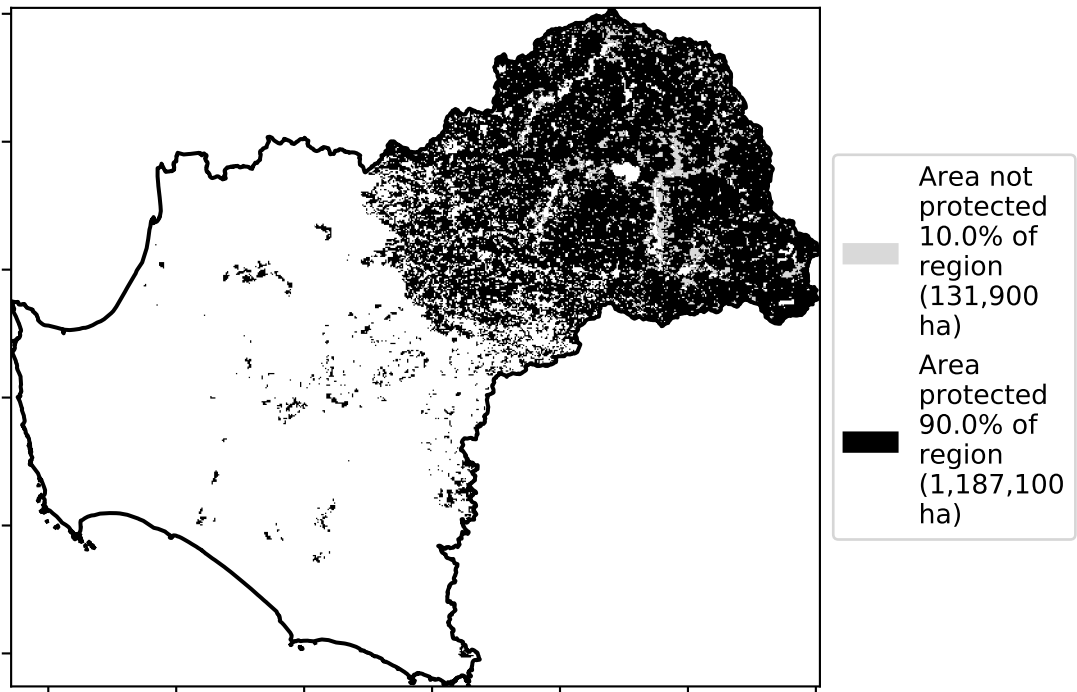 Area not
protected
10.0% of
region
(131,900
ha)
Area
protected
90.0% of
region
(1,187,100
ha)